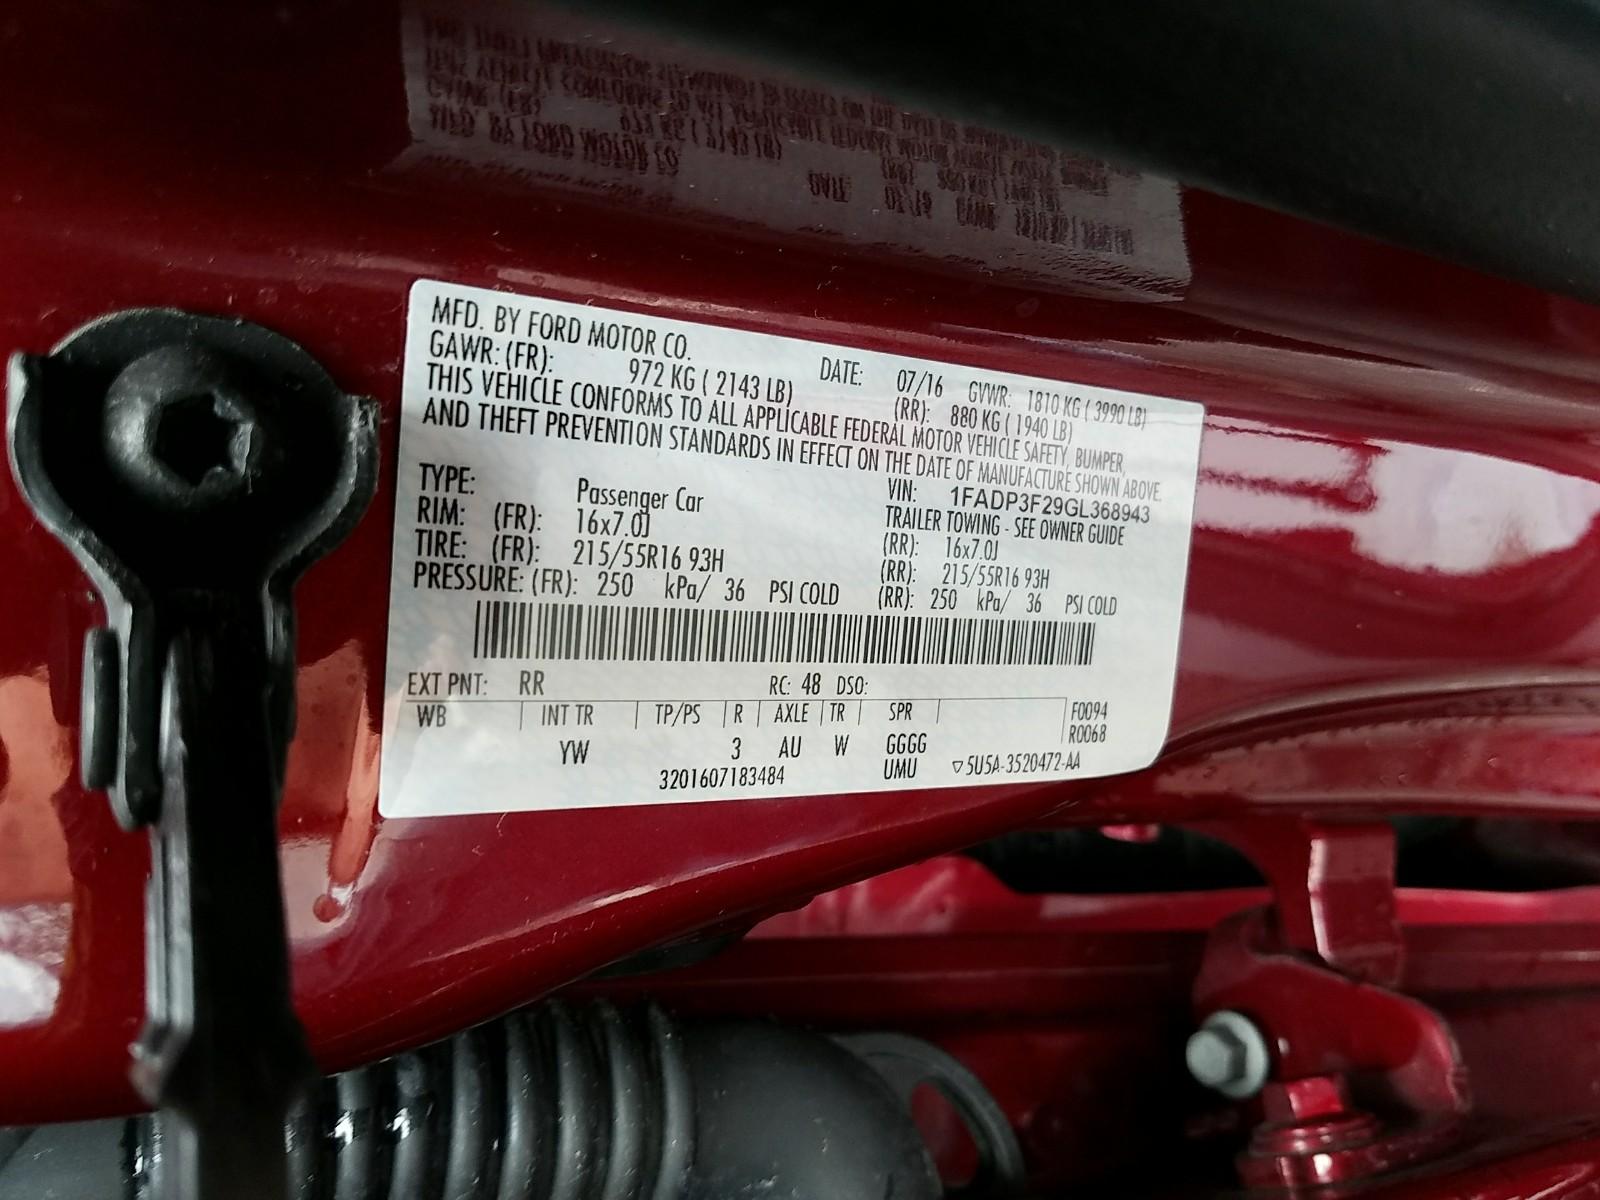 MFD. BY FORD MOTOR CO. DATE: 07/16 GVWR: 1810 KG ( 3990 LB)
GAWR: (FR): 972 KG ( 2143 LB) (RR): 880 KG ( 1940 LB)
THIS VEHICLE CONFORMS TO ALL APPLICABLE FEDERAL MOTOR VEHICLE SAFETY, BUMPER,
AND THEFT PREVENTION STANDARDS IN EFFECT ON THE DATE OF MANUFACTURE SHOWN ABOVE.
VIN: 1FADP3F29GL368943
TYPE: Passenger Car TRAILER TOWING - SEE OWNER GUIDE
RIM: (FR): 16x7.0J (RR): 16x7.0J
TIRE: (FR): 215/55R16 93H (RR): 215/55R16 93H
PRESSURE: (FR): 250 kPa/ 36 PSI COLD (RR): 250 kPa/ 36 PSI COLD
EXT PNT: RR RC: 48 DSO:
WB INT TR TP/PS R AXLE TR SPR F0094
R0068
YW 3 AU W GGGG
3201607183484 UMU ▽5U5A-3520472-AA